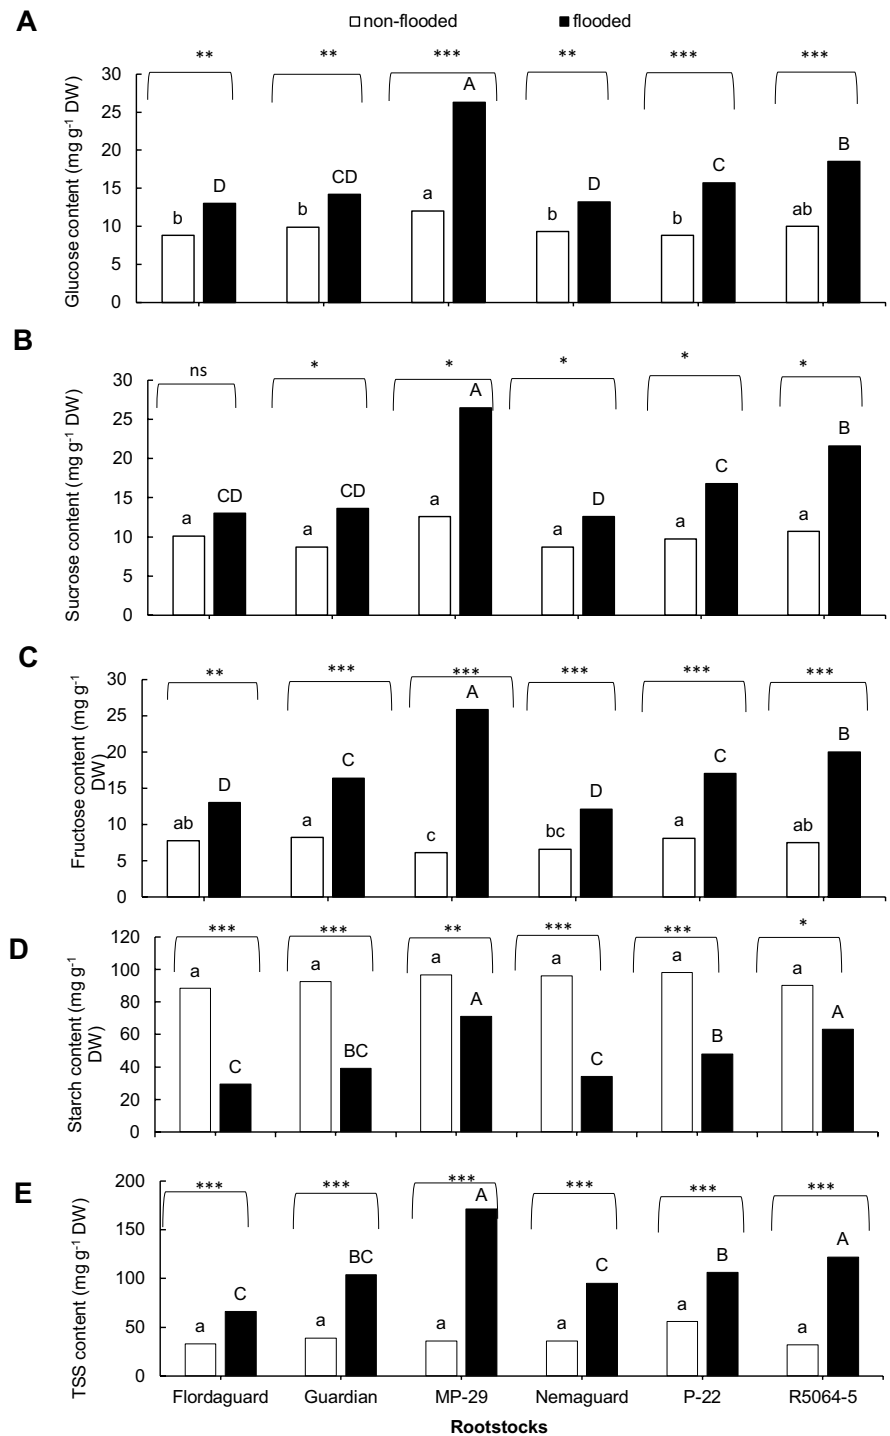 A
non-flooded flooded
** ** *** ** *** ***
Glucose content (mg g-1 DW)
30
25
20
15
10
5
0
b D b CD a A b D b C ab B
B
ns * * * * *
Sucrose content (mg g-1 DW)
30
25
20
15
10
5
0
a CD a CD a A a D a C a B
C
** *** *** *** *** ***
Fructose content (mg g-1
DW)
30
25
20
15
10
5
0
ab D a C c A bc D a C ab B
D
*** *** ** *** *** *
Starch content (mg g-1
DW)
120
100
80
60
40
20
0
a C a BC a A a C a B a A
E
*** *** *** *** *** ***
TSS content (mg g-1 DW)
200
150
100
50
0
a C a BC a A a C a B a A
Flordaguard Guardian MP-29 Nemaguard P-22 R5064-5
Rootstocks